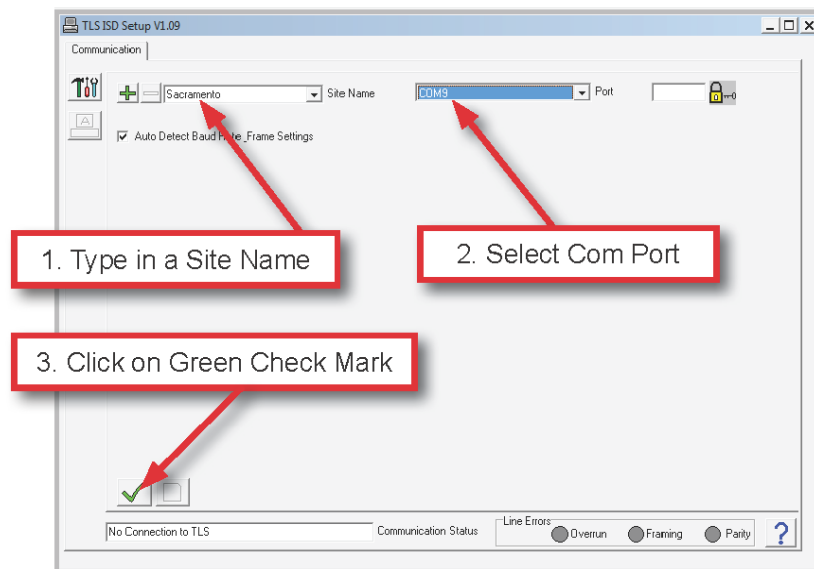 TLS ISD Setup V1.09
Communication
Sacramento
Site Name
COM9
Port
Auto Detect Baud Frame Settings
1. Type in a Site Name
2. Select Com Port
3. Click on Green Check Mark
No Connection to TLS
Communication Status
Line Errors
Overrun
Framing
Parity
?